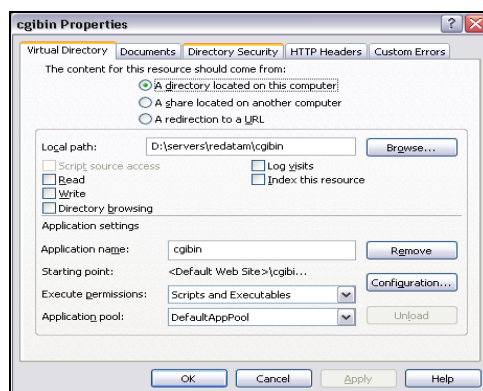 cgibin Properties
Virtual Directory Documents Directory Security HTTP Headers Custom Errors
The content for this resource should come from:
A directory located on this computer
A share located on another computer
A redirection to a URL
Local path: D:\servers\redatam\cgibin Browse...
Script source access Log visits
Read Index this resource
Write
Directory browsing
Application settings
Application name: cgibin Remove
Starting point: <Default Web Site>\cgibi...
Configuration...
Execute permissions: Scripts and Executables
Application pool: DefaultAppPool Unload
OK Cancel Apply Help